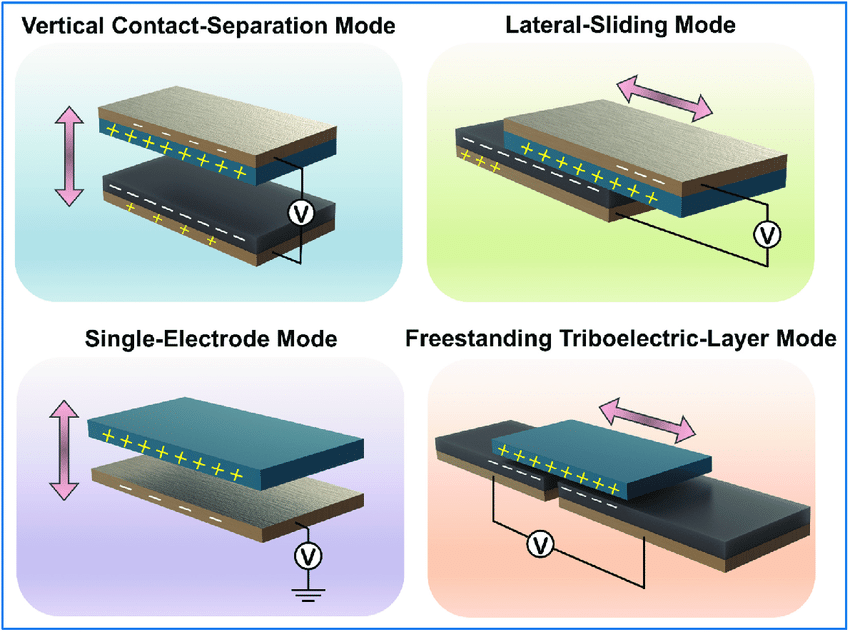 Vertical Contact-Separation Mode
Lateral-Sliding Mode
V
V
Single-Electrode Mode
Freestanding Triboelectric-Layer Mode
V
V